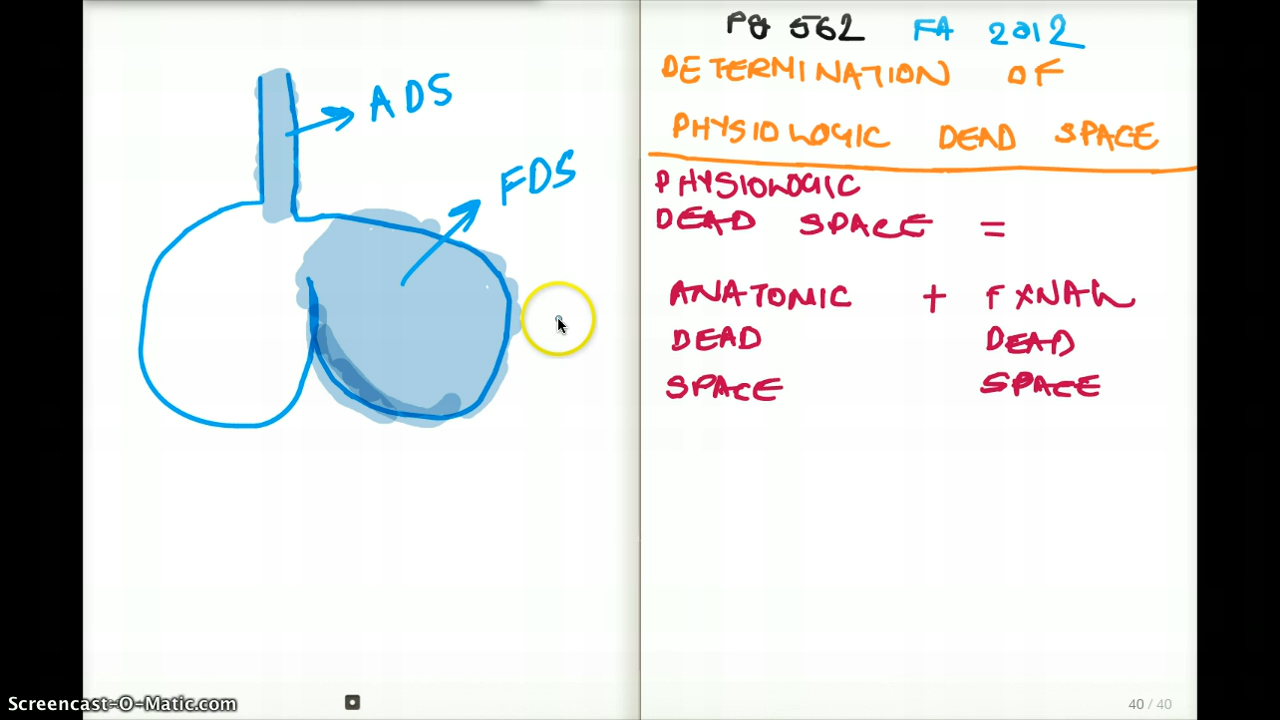 ADS
FDS
PG 562 FA 2012
DETERMINATION OF
PHYSIOLOGIC DEAD SPACE
PHYSIOLOGIC
DEAD SPACE =
ANATOMIC + FXNAL
DEAD DEAD
SPACE SPACE
Screencast-O-Matic.com
40 / 40